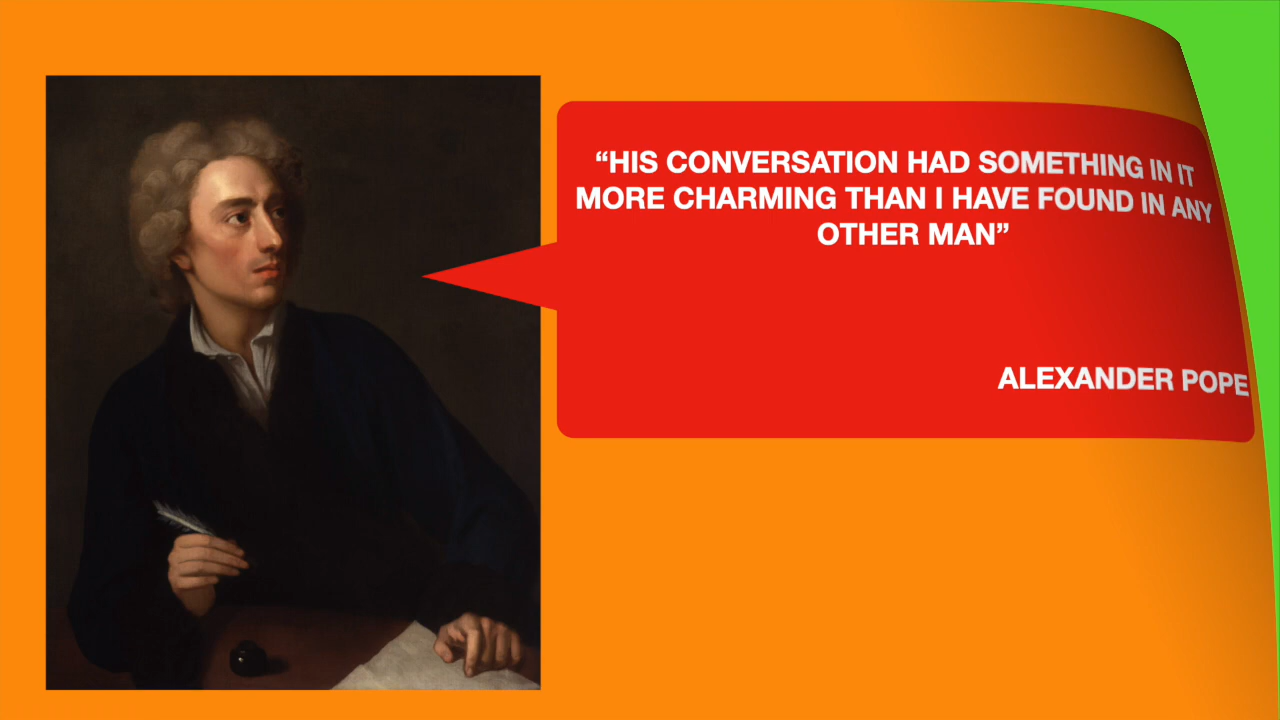 “HIS CONVERSATION HAD SOMETHING IN IT
MORE CHARMING THAN I HAVE FOUND IN ANY
OTHER MAN”
ALEXANDER POPE